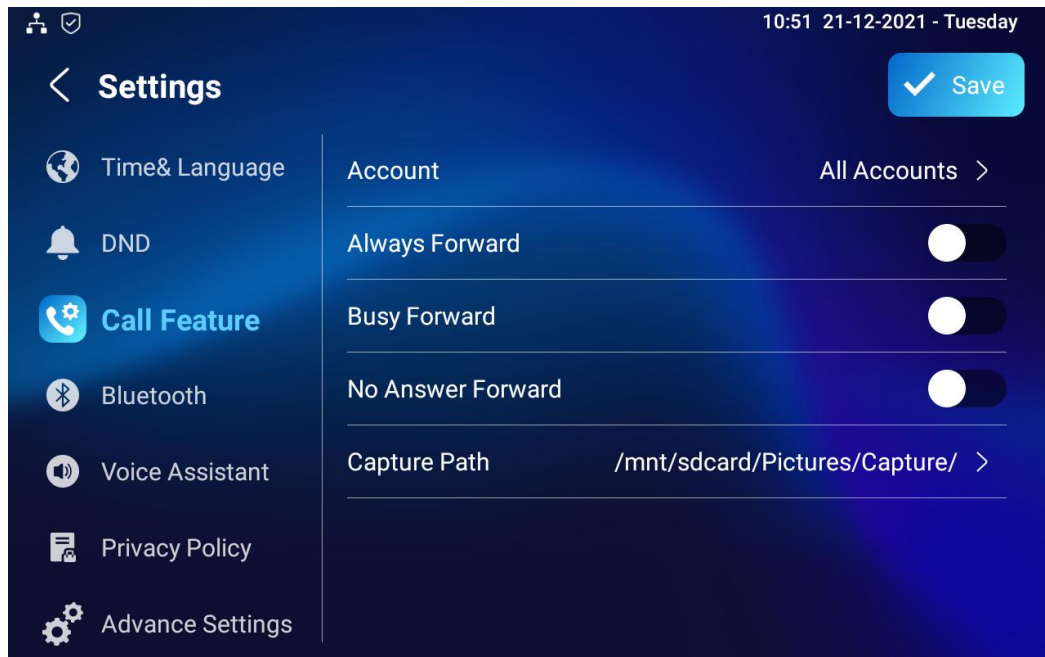 10:51 21-12-2021 - Tuesday
Settings
Save
Time& Language
DND
Call Feature
Bluetooth
Voice Assistant
Privacy Policy
Advance Settings
Account All Accounts
Always Forward
Busy Forward
No Answer Forward
Capture Path /mnt/sdcard/Pictures/Capture/